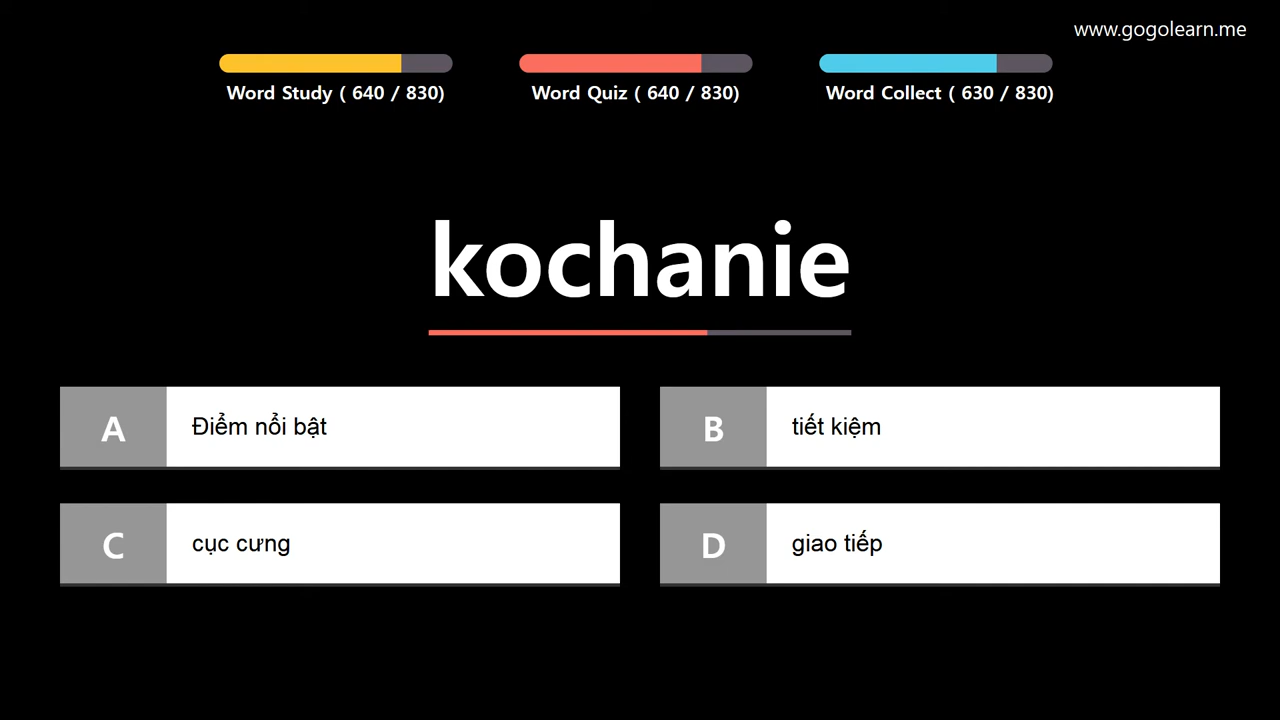 www.gogolearn.me
Word Study ( 640 / 830)
Word Quiz ( 640 / 830)
Word Collect ( 630 / 830)
kochanie
A
Điểm nổi bật
B
tiết kiệm
C
cục cưng
D
giao tiếp